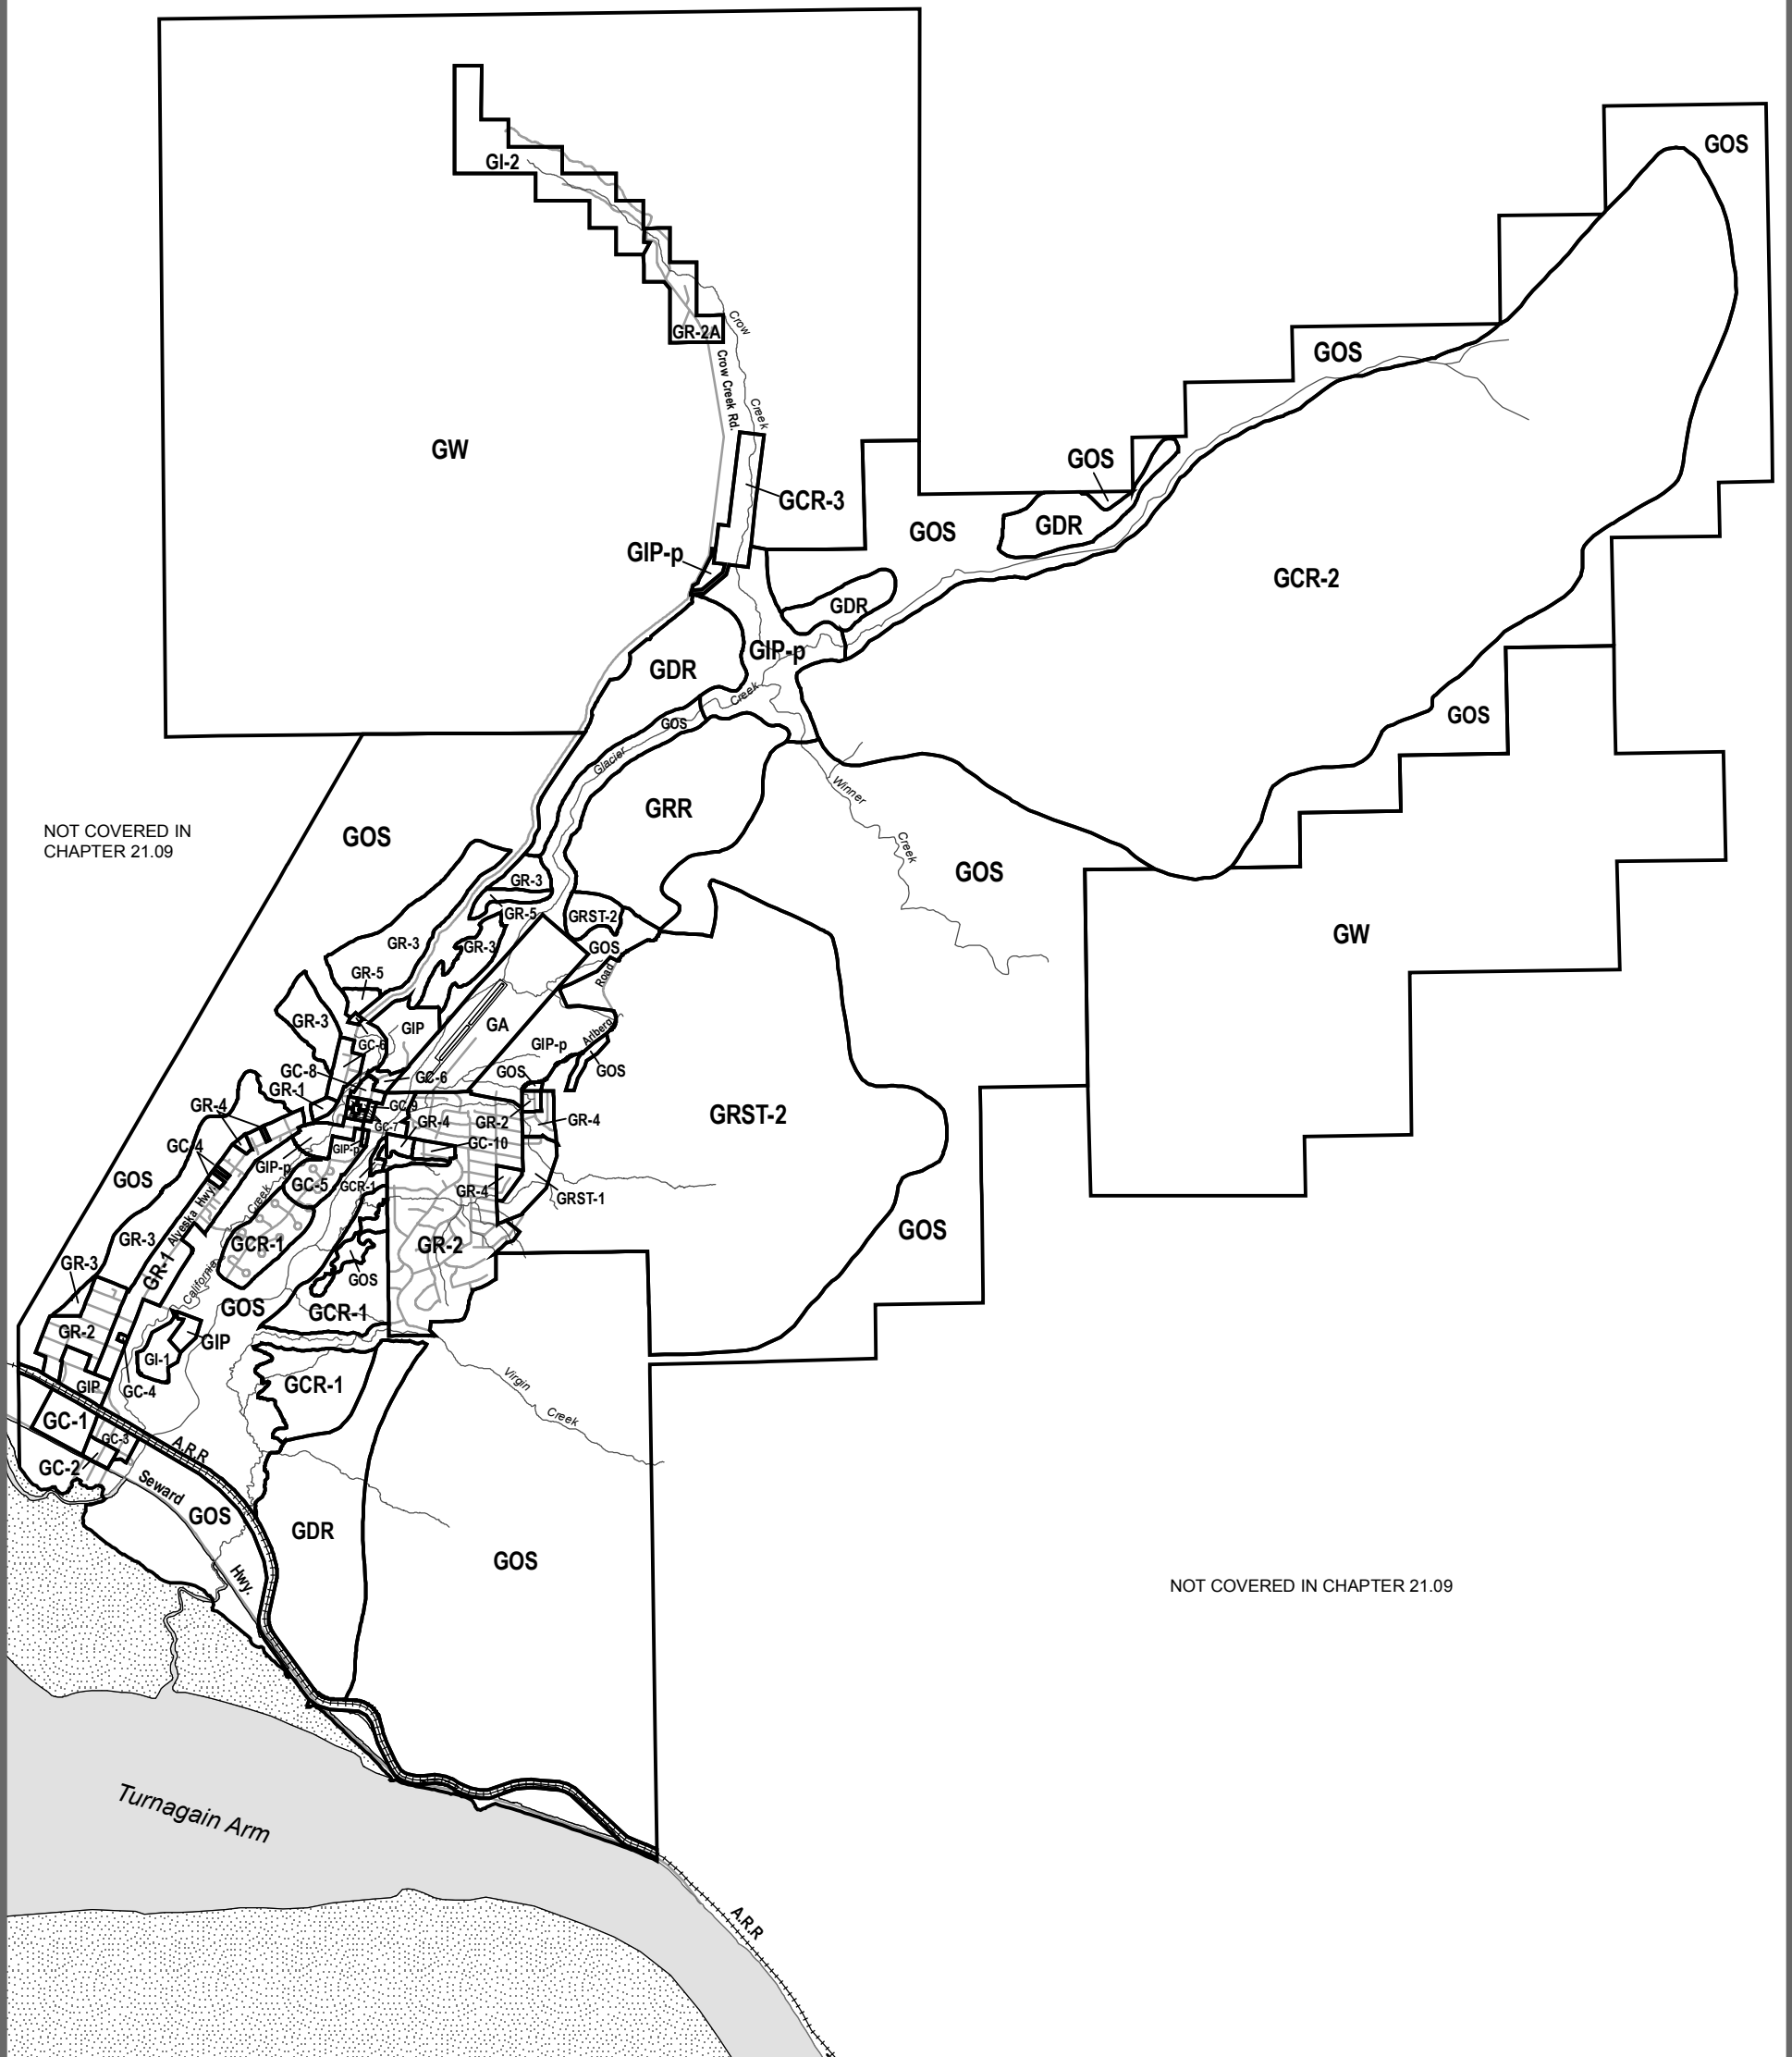 GOS
GI-2
Crow
GR-2A
GOS
Crow Creek Rd.
Creek
GW
GOS
GCR-3
GOS
GDR
GIP-p
GCR-2
GDR
GIP-p
GDR
Creek
GOS
GOS
Glacier
Winner
GRR
NOT COVERED IN
CHAPTER 21.09
GOS
Creek
GOS
GR-3
GR-5
GRST-2
GW
GR-3
GR-3
GOS
GR-5
Road
GR-3
GIP
GA
Arlberg
GC-6
GIP-p
GC-8
GOS
GOS
GC-6
GR-1
GR-4
GC-9
GRST-2
GC-7
GR-4
GR-2
GR-4
GC-4
GIP-p
GC-10
GIP-p
GOS
GC-5
GCR-1
GR-4
GRST-1
Creek
Alyeska Hwy.
GOS
GR-3
GCR-1
GR-2
GR-3
GR-1
GOS
California
GOS
GCR-1
GR-2
GIP
GI-1
Virgin
GIP
GC-4
GCR-1
Creek
GC-1
GC-3
A.R.R
GC-2
Seward
GOS
GDR
GOS
Hwy.
NOT COVERED IN CHAPTER 21.09
Turnagain Arm
A.R.R